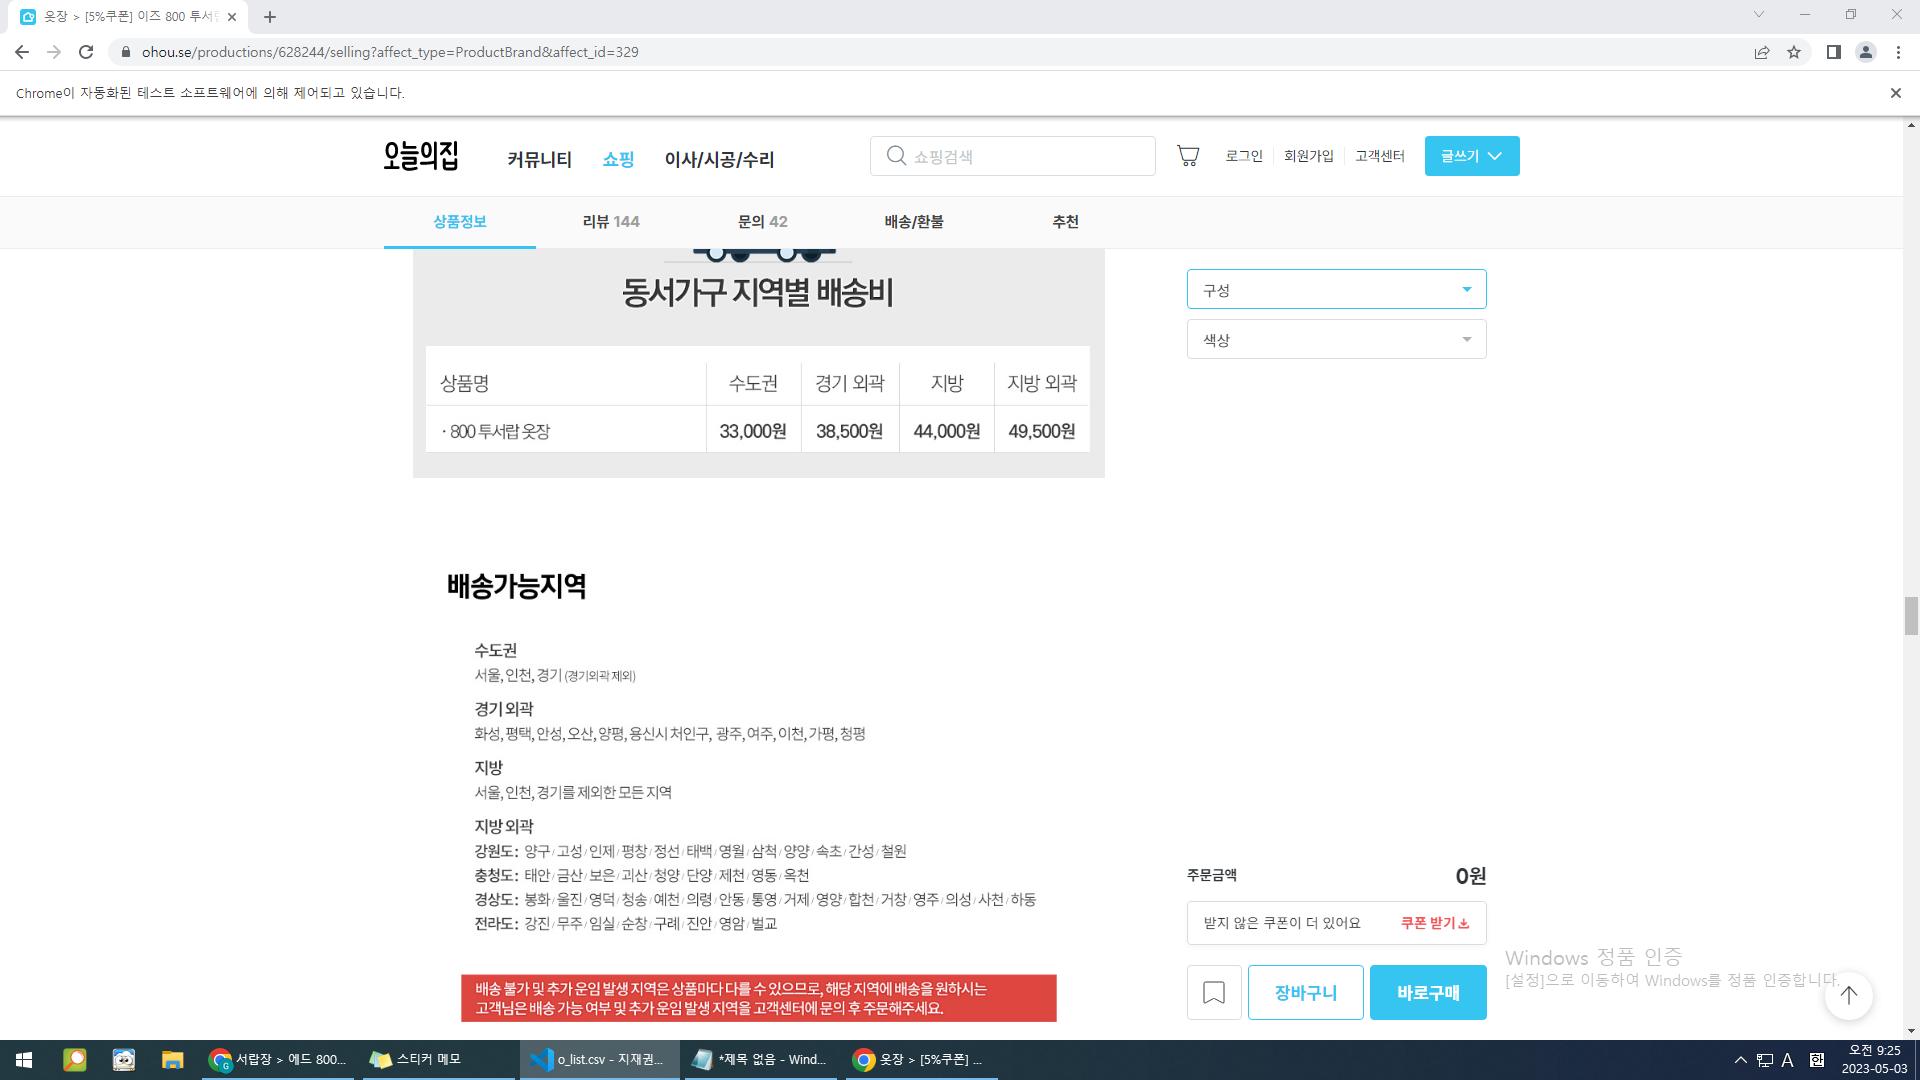 옷장 > [5%쿠폰] 이즈 800 투서랍
ohou.se/productions/628244/selling?affect_type=ProductBrand&affect_id=329
Chrome이 자동화된 테스트 소프트웨어에 의해 제어되고 있습니다.
오늘의집
커뮤니티 쇼핑 이사/시공/수리
쇼핑검색
로그인 회원가입 고객센터
글쓰기
상품정보 리뷰 144 문의 42 배송/환불 추천
동서가구 지역별 배송비
상품명 수도권 경기 외곽 지방 지방 외곽
· 800 투서랍 옷장 33,000원 38,500원 44,000원 49,500원
구성
색상
배송가능지역
수도권
서울, 인천, 경기 (경기외곽 제외)
경기 외곽
화성, 평택, 안성, 오산, 양평, 용신시 처인구, 광주, 여주, 이천, 가평, 청평
지방
서울, 인천, 경기를 제외한 모든 지역
지방 외곽
강원도: 양구 / 고성 / 인제 / 평창 / 정선 / 태백 / 영월 / 삼척 / 양양 / 속초 / 간성 / 철원
충청도: 태안 / 금산 / 보은 / 괴산 / 청양 / 단양 / 제천 / 영동 / 옥천
경상도: 봉화 / 울진 / 영덕 / 청송 / 예천 / 의령 / 안동 / 통영 / 거제 / 영양 / 합천 / 거창 / 영주 / 의성 / 사천 / 하동
전라도: 강진 / 무주 / 임실 / 순창 / 구례 / 진안 / 영암 / 벌교
배송 불가 및 추가 운임 발생 지역은 상품마다 다를 수 있으므로, 해당 지역에 배송을 원하시는
고객님은 배송 가능 여부 및 추가 운임 발생 지역을 고객센터에 문의 후 주문해주세요.
주문금액 0원
받지 않은 쿠폰이 더 있어요 쿠폰 받기
장바구니 바로구매
Windows 정품 인증
[설정]으로 이동하여 Windows를 정품 인증합니다.
서랍장 > 에드 800...
스티커 메모
o_list.csv - 지재권...
*제목 없음 - Wind...
옷장 > [5%쿠폰] ...
A 한
오전 9:25
2023-05-03